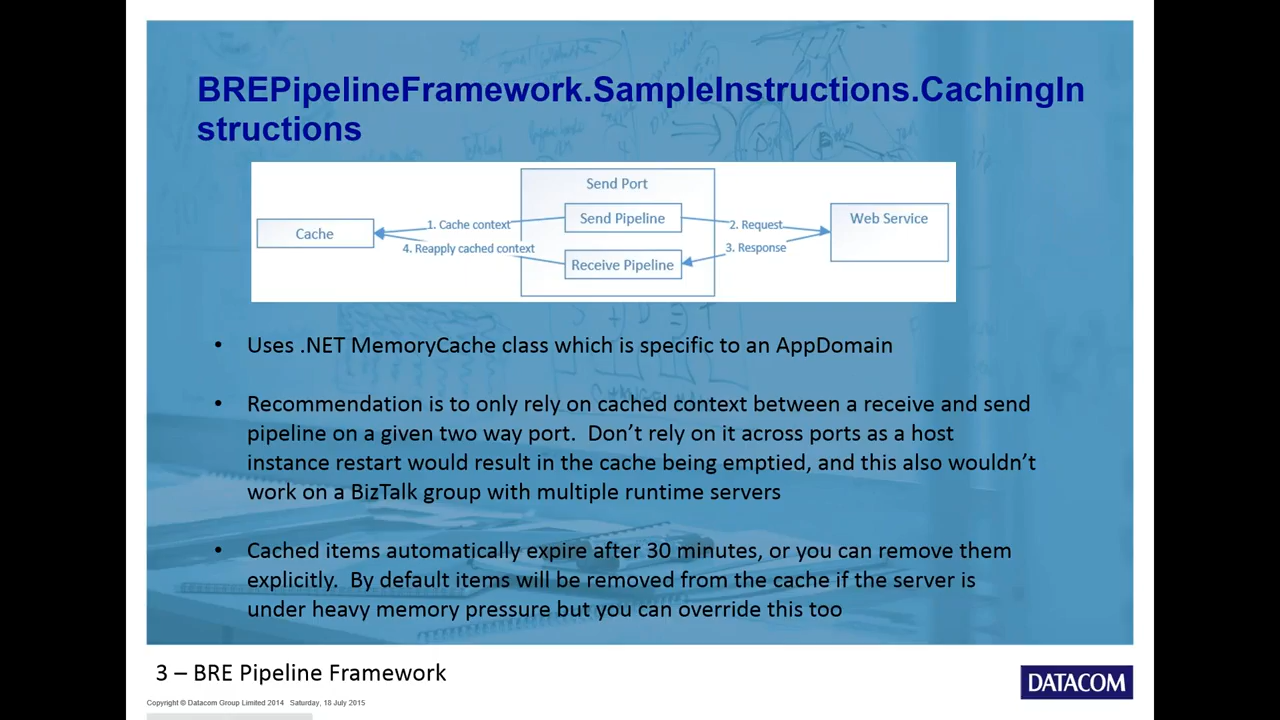 BREPipelineFramework.SampleInstructions.CachingIn
structions
Send Port
Send Pipeline
Web Service
Cache
1. Cache context
2. Request
4. Reapply cached context
3. Response
Receive Pipeline
• Uses .NET MemoryCache class which is specific to an AppDomain
• Recommendation is to only rely on cached context between a receive and send
pipeline on a given two way port.  Don't rely on it across ports as a host
instance restart would result in the cache being emptied, and this also wouldn't
work on a BizTalk group with multiple runtime servers
• Cached items automatically expire after 30 minutes, or you can remove them
explicitly.  By default items will be removed from the cache if the server is
under heavy memory pressure but you can override this too
3 – BRE Pipeline Framework
DATACOM
Copyright © Datacom Group Limited 2014   Saturday, 18 July 2015